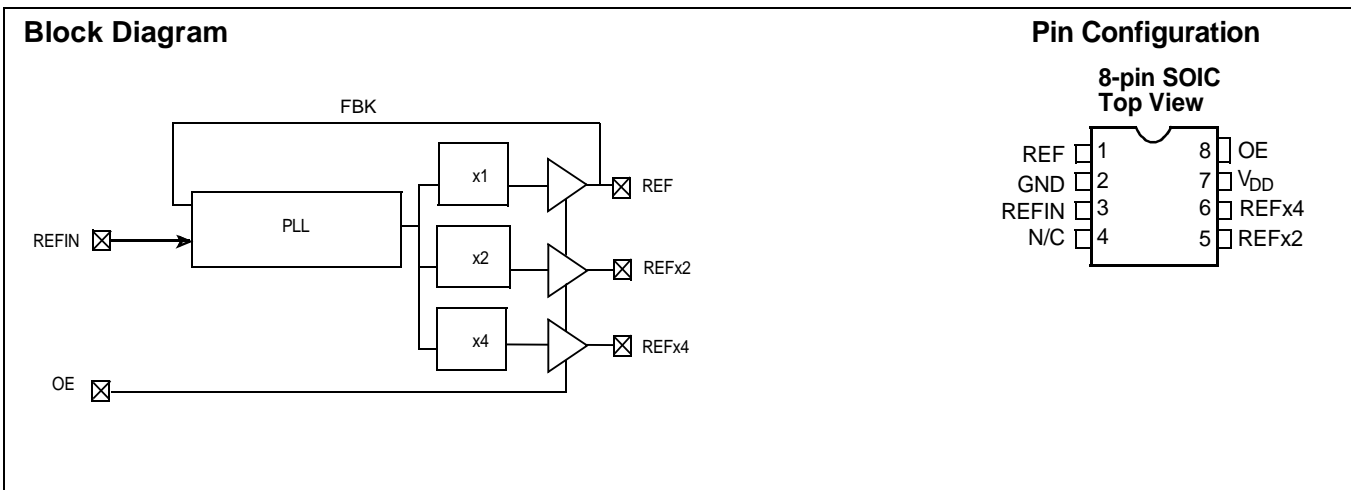 Block Diagram
FBK
x1
REF
REFIN
PLL
x2
REFx2
x4
REFx4
OE
Pin Configuration
8-pin SOIC
Top View
REF 1 8 OE
GND 2 7 VDD
REFIN 3 6 REFx4
N/C 4 5 REFx2